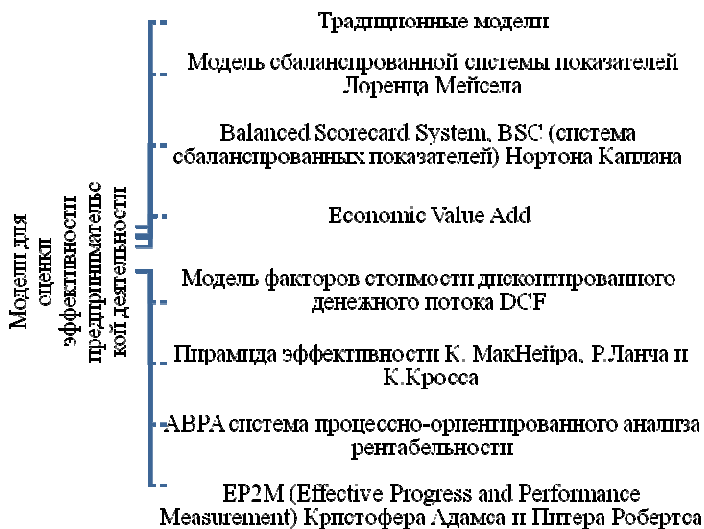 Модели для
оценки
эффективности
предпринимательс
кой деятельности
Традиционные модели
Модель сбалансированной системы показателей
Лоренца Мейсела
Balanced Scorecard System, BSC (система
сбалансированных показателей) Нортона Каплана
Economic Value Add
Модель факторов стоимости дисконтированного
денежного потока DCF
Пирамида эффективности К. МакНейра, Р.Ланча и
К.Кросса
ABPA система процессно-ориентированного анализа
рентабельности
EP2M (Effective Progress and Performance
Measurement) Кристофера Адамса и Питера Робертса